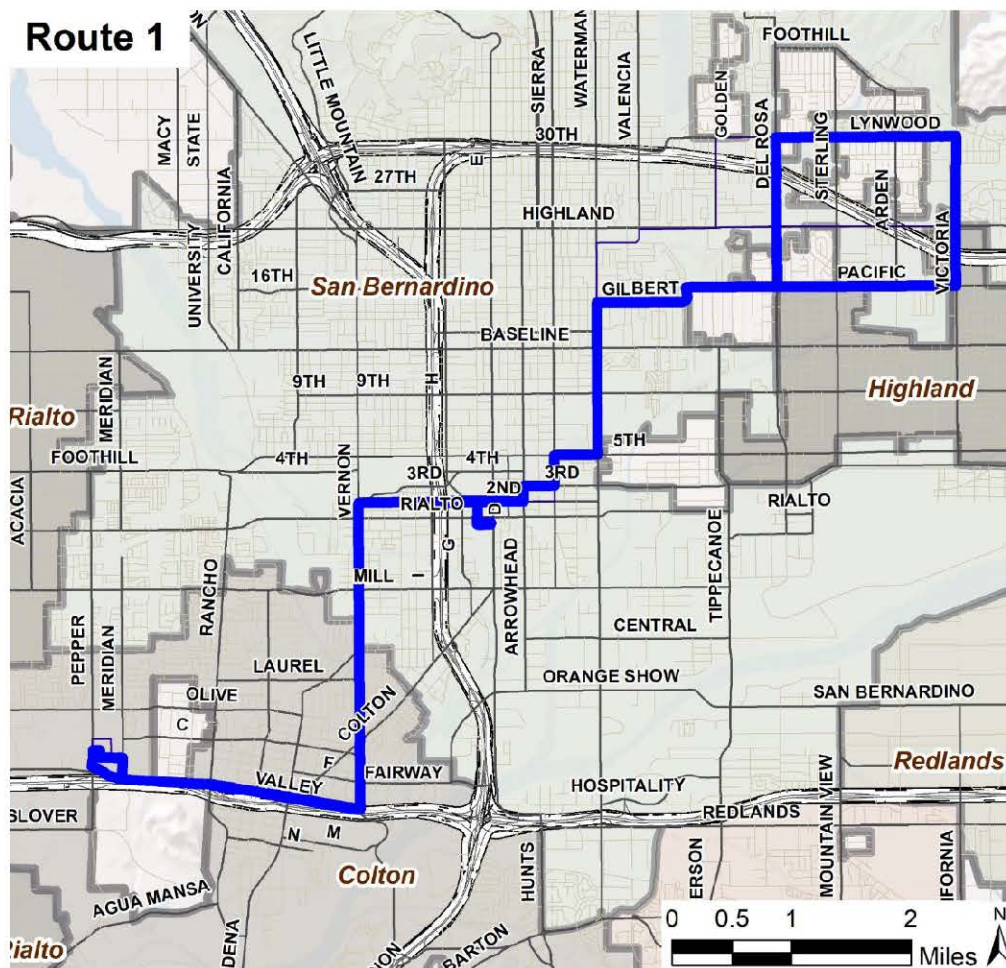 Route 1
LITTLE MOUNTAIN
SIERRA
WATERMAN
VALENCIA
GOLDEN
FOOTHILL
MACY
STATE
30TH
E
DEL ROSA
LYNWOOD
STERLING
27TH
CALIFORNIA
HIGHLAND
ARDEN
UNIVERSITY
VICTORIA
16TH
San Bernardino
GILBERT
PACIFIC
BASELINE
MERIDIAN
9TH
9TH
H
Highland
Rialto
FOOTHILL
4TH
4TH
5TH
3RD
3RD
VERNON
2ND
ACACIA
RIALTO
D
RIALTO
G
TIPPECANOE
MILL
I
ARROWHEAD
RANCHO
CENTRAL
PEPPER
MERIDIAN
LAUREL
ORANGE SHOW
OLIVE
SAN BERNARDINO
C
COLTON
F
Redlands
VALLEY
FAIRWAY
HOSPITALITY
REDLANDS
MOUNTAIN VIEW
SLOVER
N
M
Colton
HUNTS
ERSON
IFORNIA
AGUA MANSA
DENA
ON
BARTON
Rialto
0 0.5 1 2
Miles
N